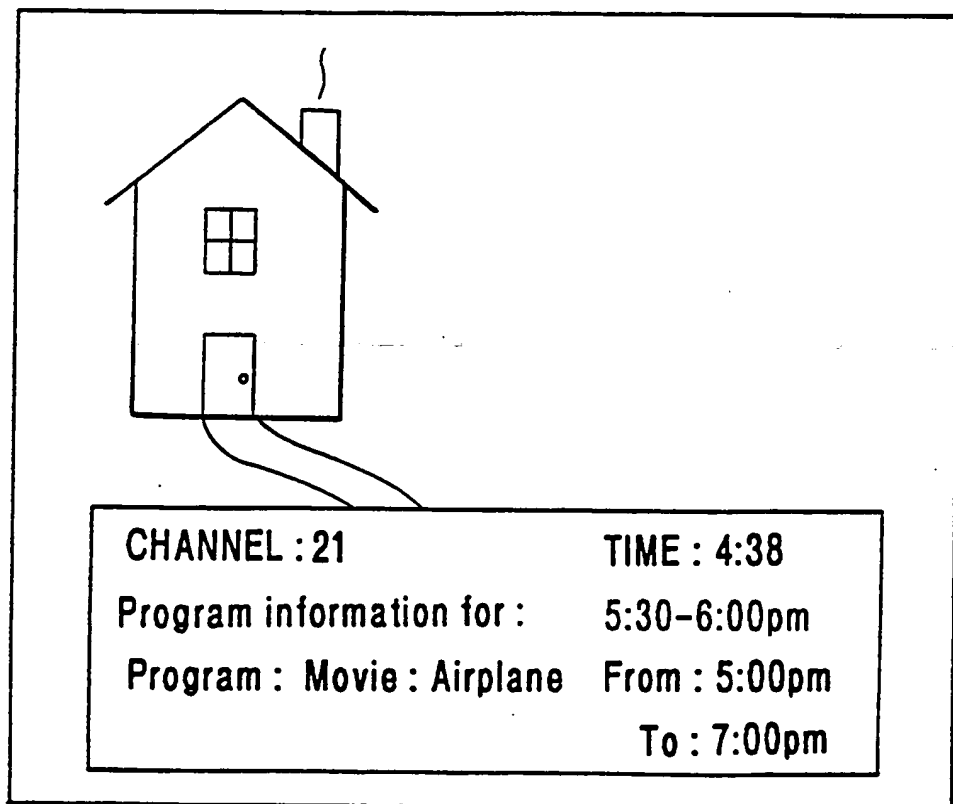 CHANNEL : 21 TIME : 4:38
Program information for : 5:30-6:00pm
Program : Movie : Airplane From : 5:00pm
To : 7:00pm